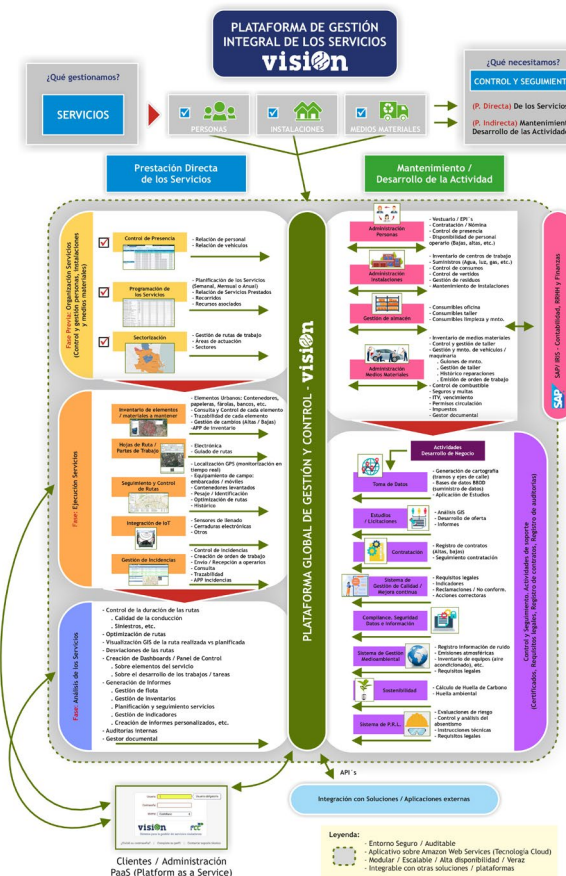 PLATAFORMA DE GESTIÓN
INTEGRAL DE LOS SERVICIOS
visión
¿Qué gestionamos?
SERVICIOS
PERSONAS
INSTALACIONES
MEDIOS MATERIALES
¿Qué necesitamos?
CONTROL Y SEGUIMIENT
(P. Directa) De los Servicios
(P. Indirecta) Mantenimien
Desarrollo de las Actividade
Prestación Directa
de los Servicios
Mantenimiento /
Desarrollo de la Actividad
Fase Previa: Organización Servicios
(Control y gestión personas, instalaciones
y medios materiales)
Control de Presencia
- Relación de personal
- Relación de vehículos
Programación de
los Servicios
- Planificación de los Servicios
(Semanal, Mensual o Anual)
- Relación de Servicios Prestados
- Recorridos
- Recursos asociados
Sectorización
- Gestión de rutas de trabajo
- Áreas de actuación
- Sectores
Fase: Ejecución Servicios
Inventario de elementos
/ materiales a mantener
- Elementos Urbanos: Contenedores,
papeleras, farolas, bancos, etc.
- Consulta y Control de cada elemento
- Trazabilidad de cada elemento
- Gestión de cambios (Altas / Bajas)
-APP de Inventario
Hojas de Ruta /
Partes de Trabajo
- Electrónica
- Guiado de rutas
Seguimiento y Control
de Rutas
- Localización GPS (monitorización en
tiempo real)
- Equipamiento de campo:
embarcadas / móviles
- Contenedores levantados
- Pesaje / Identificación
- Optimización de rutas
- Histórico
Integración de IoT
- Sensores de llenado
- Cerraduras electrónicas
- Otros
Gestión de Incidencias
- Control de Incidencias
- Creación de orden de trabajo
- Envío / Recepción a operarios
- Consulta
- Trazabilidad
- APP Incidencias
Fase: Análisis de los Servicios
- Control de la duración de las rutas
. Calidad de la conducción
. Siniestros, etc.
- Optimización de rutas
- Visualización GIS de la ruta realizada vs planificada
- Desviaciones de las rutas
- Creación de Dashboards / Panel de Control
. Sobre elementos del servicio
. Sobre el desarrollo de los trabajos / tareas
- Generación de Informes
. Gestión de flota
. Gestión de inventarios
. Planificación y seguimiento servicios
. Gestión de indicadores
. Creación de informes personalizados, etc.
- Auditorías internas
- Gestor documental
PLATAFORMA GLOBAL DE GESTIÓN Y CONTROL - visión
Administración
Personas
- Vestuario / EPI´s
- Contratación / Nómina
- Control de presencia
- Disponibilidad de personal
operario (Bajas, altas, etc.)
Administración
Instalaciones
- Inventario de centros de trabajo
- Suministros (Agua, luz, gas, etc.)
- Control de consumos
- Control de vertidos
- Gestión de residuos
- Mantenimiento de Instalaciones
Gestión de almacén
- Consumibles oficina
- Consumibles taller
- Consumibles limpieza y mnto.
Administración
Medios Materiales
- Inventario de medios materiales
- Control y gestión de taller
- Gestión y mnto. de vehículos /
maquinaria
. Guiones de mnto.
. Gestión de taller
. Histórico reparaciones
. Emisión de orden de trabajo
- Control de combustible
- Seguros y multas
- ITV, vencimiento
- Permisos circulación
- Impuestos
- Gestor documental
SAP/ IRIS - Contabilidad, RRHH y Finanzas
SAP
Actividades
Desarrollo de Negocio
Toma de Datos
- Generación de cartografía
(tramos y ejes de calle)
- Bases de datos BBDD
(suministro de datos)
- Aplicación de Estudios
Estudios
/ Licitaciones
- Análisis GIS
- Desarrollo de oferta
- Informes
Contratación
- Registro de contratos
(Altas, bajas)
- Seguimiento contratación
Sistema de
Gestión de Calidad /
Mejora continua
- Requisitos legales
- Indicadores
- Reclamaciones / No conform.
- Acciones correctoras
Compliance, Seguridad
Datos e Información
Sistema de Gestión
Medioambiental
- Registro Información de ruido
- Emisiones atmosféricas
- Inventario de equipos (aire
acondicionado), etc.
- Requisitos legales
Sostenibilidad
- Cálculo de Huella de Carbono
- Huella ambiental
Sistema de P.R.L.
- Evaluaciones de riesgo
- Control y análisis del
absentismo
- Instrucciones técnicas
- Requisitos legales
Control y Seguimiento. Actividades de soporte
(Certificados, Requisitos legales, Registro de contratos, Registro de auditorías)
API´s
Integración con Soluciones / Aplicaciones externas
visión
fcc
Clientes / Administración
PaaS (Platform as a Service)
Leyenda:
- Entorno Seguro / Auditable
- Aplicativo sobre Amazon Web Services (Tecnología Cloud)
- Modular / Escalable / Alta disponibilidad / Veraz
- Integrable con otras soluciones / plataformas